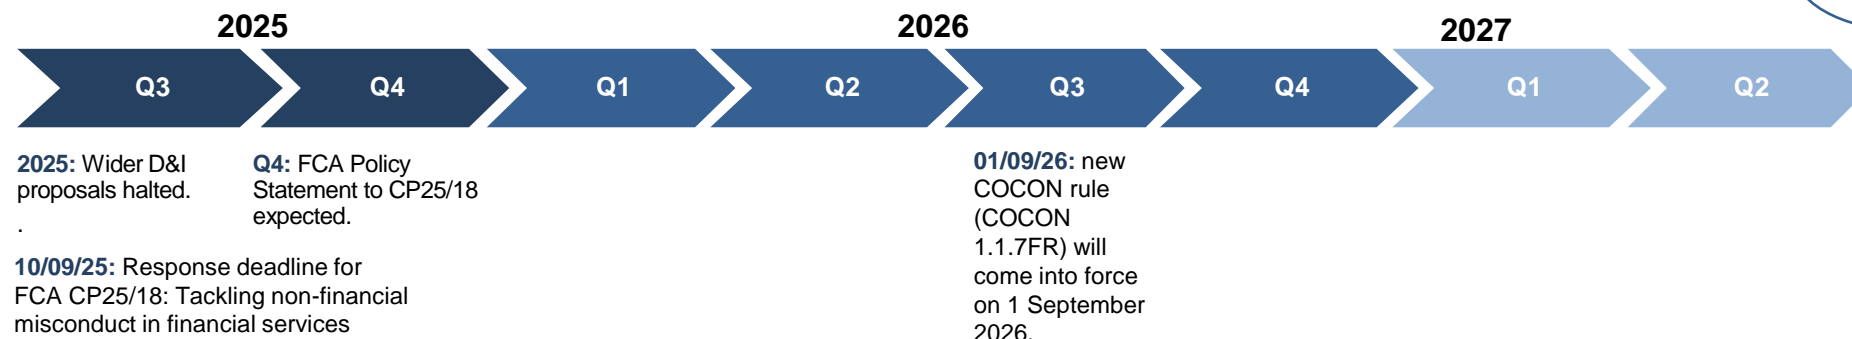 2025
2026
2027
Q3
Q4
Q1
Q2
Q3
Q4
Q1
Q2
2025: Wider D&I
proposals halted.
.
Q4: FCA Policy
Statement to CP25/18
expected.
10/09/25: Response deadline for
FCA CP25/18: Tackling non-financial
misconduct in financial services
01/09/26: new
COCON rule
(COCON
1.1.7FR) will
come into force
on 1 September
2026.